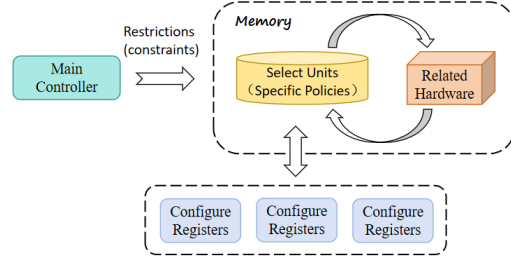 Memory
Restrictions
(constraints)
Main
Controller
Select Units
（Specific Policies）
Related
Hardware
Configure
Registers
Configure
Registers
Configure
Registers